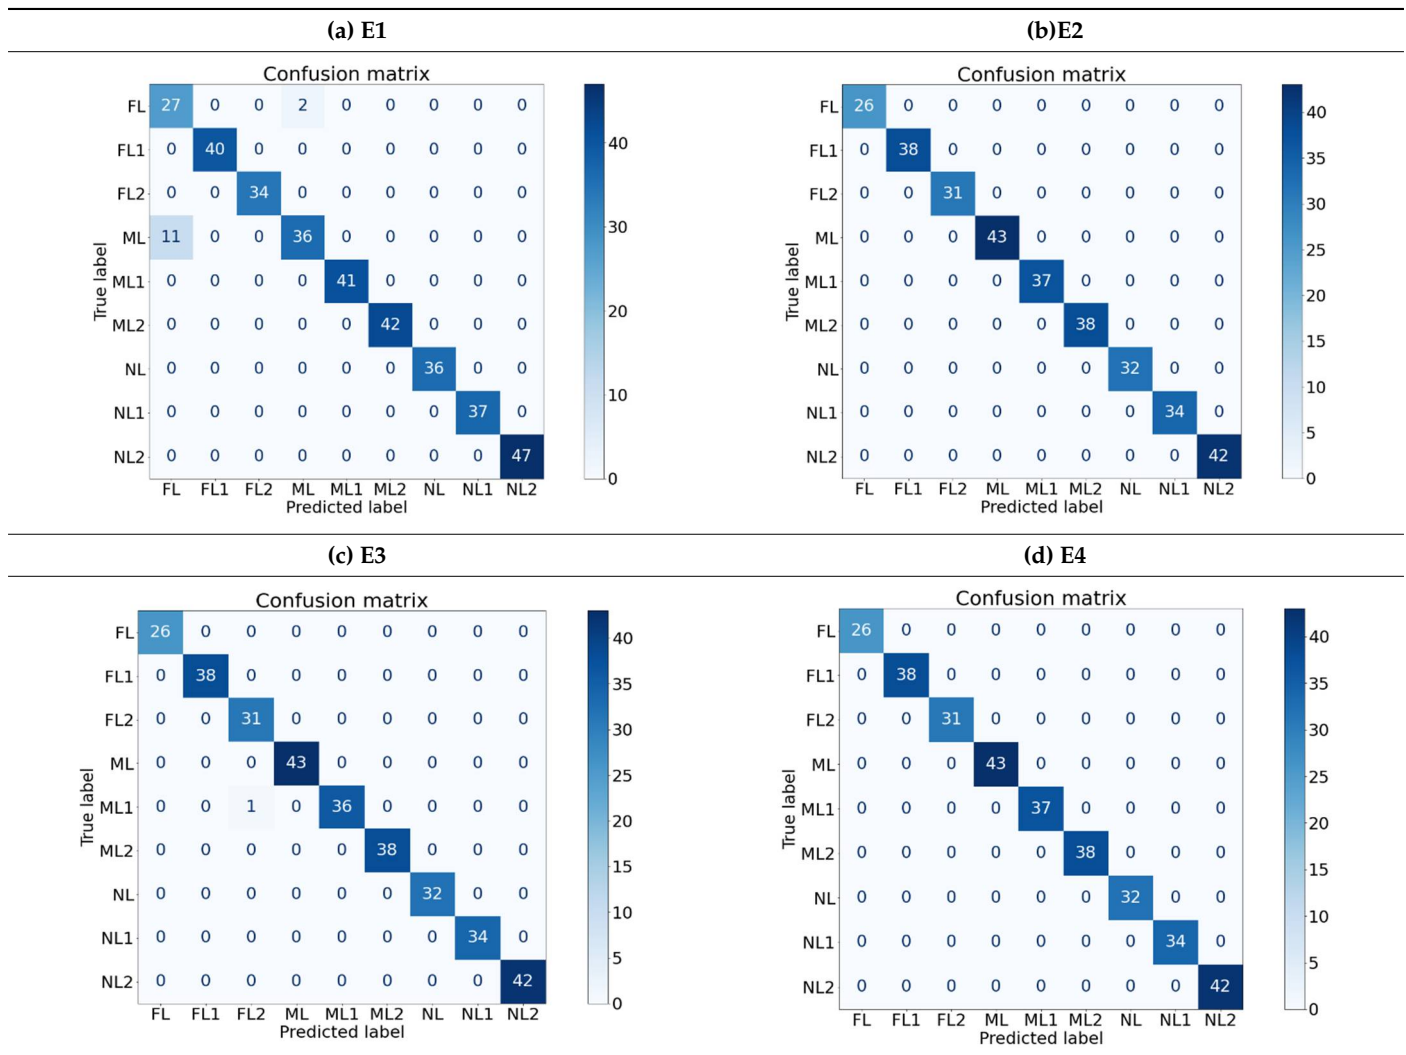 (a) E1
(b)E2
Confusion matrix
FL 27 0 0 2 0 0 0 0 0
FL1 0 40 0 0 0 0 0 0 0
FL2 0 0 34 0 0 0 0 0 0
ML 11 0 0 36 0 0 0 0 0
ML1 0 0 0 0 41 0 0 0 0
ML2 0 0 0 0 0 42 0 0 0
NL 0 0 0 0 0 0 36 0 0
NL1 0 0 0 0 0 0 0 37 0
NL2 0 0 0 0 0 0 0 0 47
FL FL1 FL2 ML ML1 ML2 NL NL1 NL2
Predicted label
True label
40
30
20
10
0
Confusion matrix
FL 26 0 0 0 0 0 0 0 0
FL1 0 38 0 0 0 0 0 0 0
FL2 0 0 31 0 0 0 0 0 0
ML 0 0 0 43 0 0 0 0 0
ML1 0 0 0 0 37 0 0 0 0
ML2 0 0 0 0 0 38 0 0 0
NL 0 0 0 0 0 0 32 0 0
NL1 0 0 0 0 0 0 0 34 0
NL2 0 0 0 0 0 0 0 0 42
FL FL1 FL2 ML ML1 ML2 NL NL1 NL2
Predicted label
True label
40
35
30
25
20
15
10
5
0
(c) E3
(d) E4
Confusion matrix
FL 26 0 0 0 0 0 0 0 0
FL1 0 38 0 0 0 0 0 0 0
FL2 0 0 31 0 0 0 0 0 0
ML 0 0 0 43 0 0 0 0 0
ML1 0 0 1 0 36 0 0 0 0
ML2 0 0 0 0 0 38 0 0 0
NL 0 0 0 0 0 0 32 0 0
NL1 0 0 0 0 0 0 0 34 0
NL2 0 0 0 0 0 0 0 0 42
FL FL1 FL2 ML ML1 ML2 NL NL1 NL2
Predicted label
True label
40
35
30
25
20
15
10
5
0
Confusion matrix
FL 26 0 0 0 0 0 0 0 0
FL1 0 38 0 0 0 0 0 0 0
FL2 0 0 31 0 0 0 0 0 0
ML 0 0 0 43 0 0 0 0 0
ML1 0 0 0 0 37 0 0 0 0
ML2 0 0 0 0 0 38 0 0 0
NL 0 0 0 0 0 0 32 0 0
NL1 0 0 0 0 0 0 0 34 0
NL2 0 0 0 0 0 0 0 0 42
FL FL1 FL2 ML ML1 ML2 NL NL1 NL2
Predicted label
True label
40
35
30
25
20
15
10
5
0